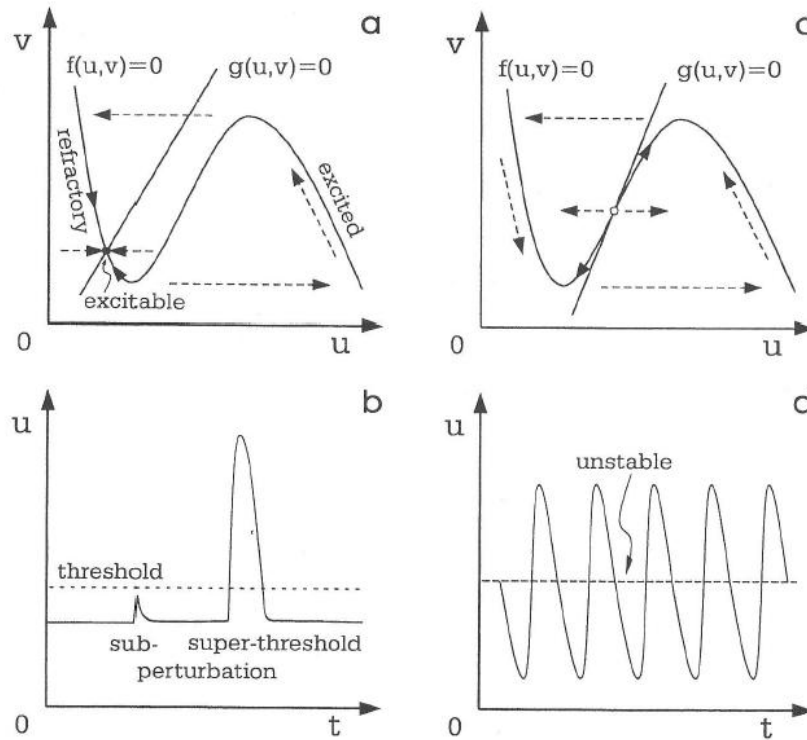 a
v
f(u,v)=0
g(u,v)=0
refractory
excited
excitable
0
u
c
v
f(u,v)=0
g(u,v)=0
0
u
b
u
threshold
sub-
super-threshold
perturbation
0
t
u
unstable
0
t